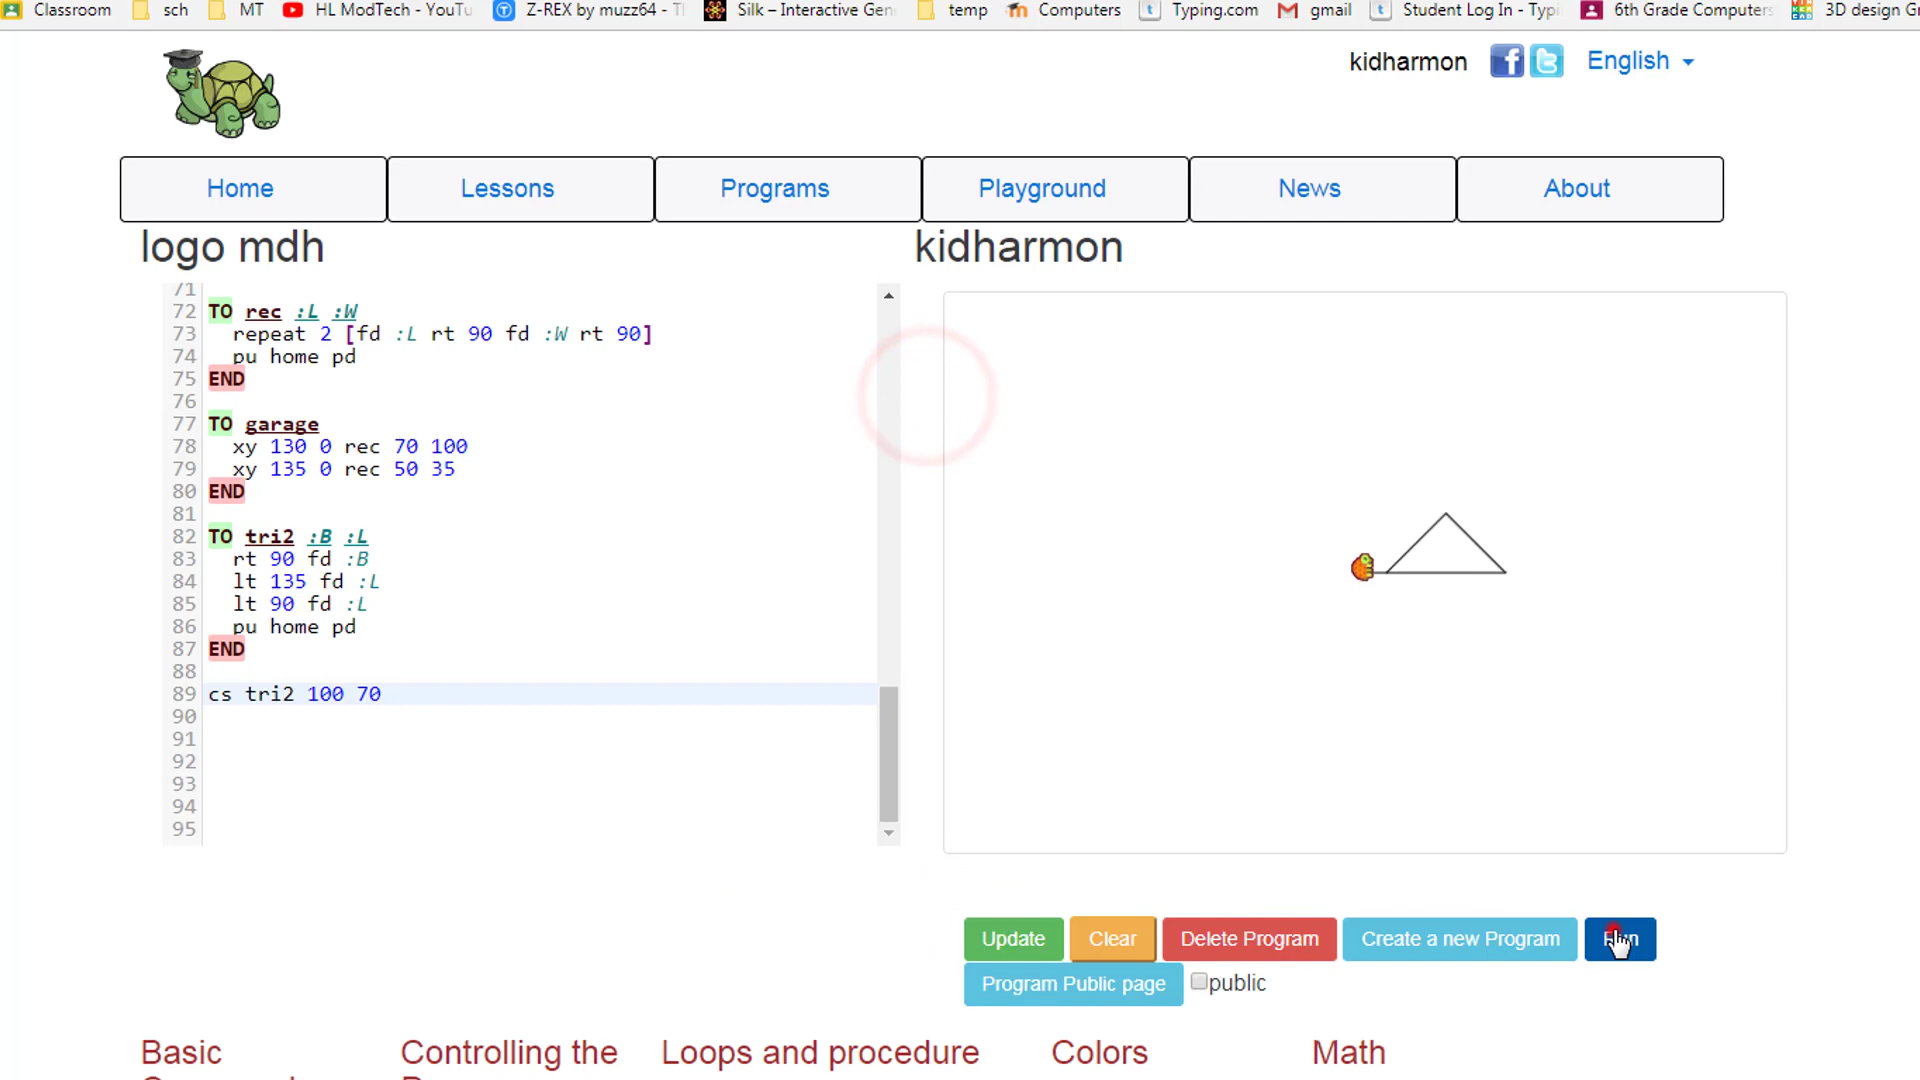 Classroom sch MT HL ModTech - YouTu Z-REX by muzz64 - Th Silk – Interactive Gen temp Computers Typing.com gmail Student Log In - Typi 6th Grade Computers 3D design Gr
kidharmon English
Home Lessons Programs Playground News About
logo mdh kidharmon
71
72 TO rec :L :W
73 repeat 2 [fd :L rt 90 fd :W rt 90]
74 pu home pd
75 END
76
77 TO garage
78 xy 130 0 rec 70 100
79 xy 135 0 rec 50 35
80 END
81
82 TO tri2 :B :L
83 rt 90 fd :B
84 lt 135 fd :L
85 lt 90 fd :L
86 pu home pd
87 END
88
89 cs tri2 100 70
90
91
92
93
94
95
Update Clear Delete Program Create a new Program Run
Program Public page public
Basic Controlling the Loops and procedure Colors Math